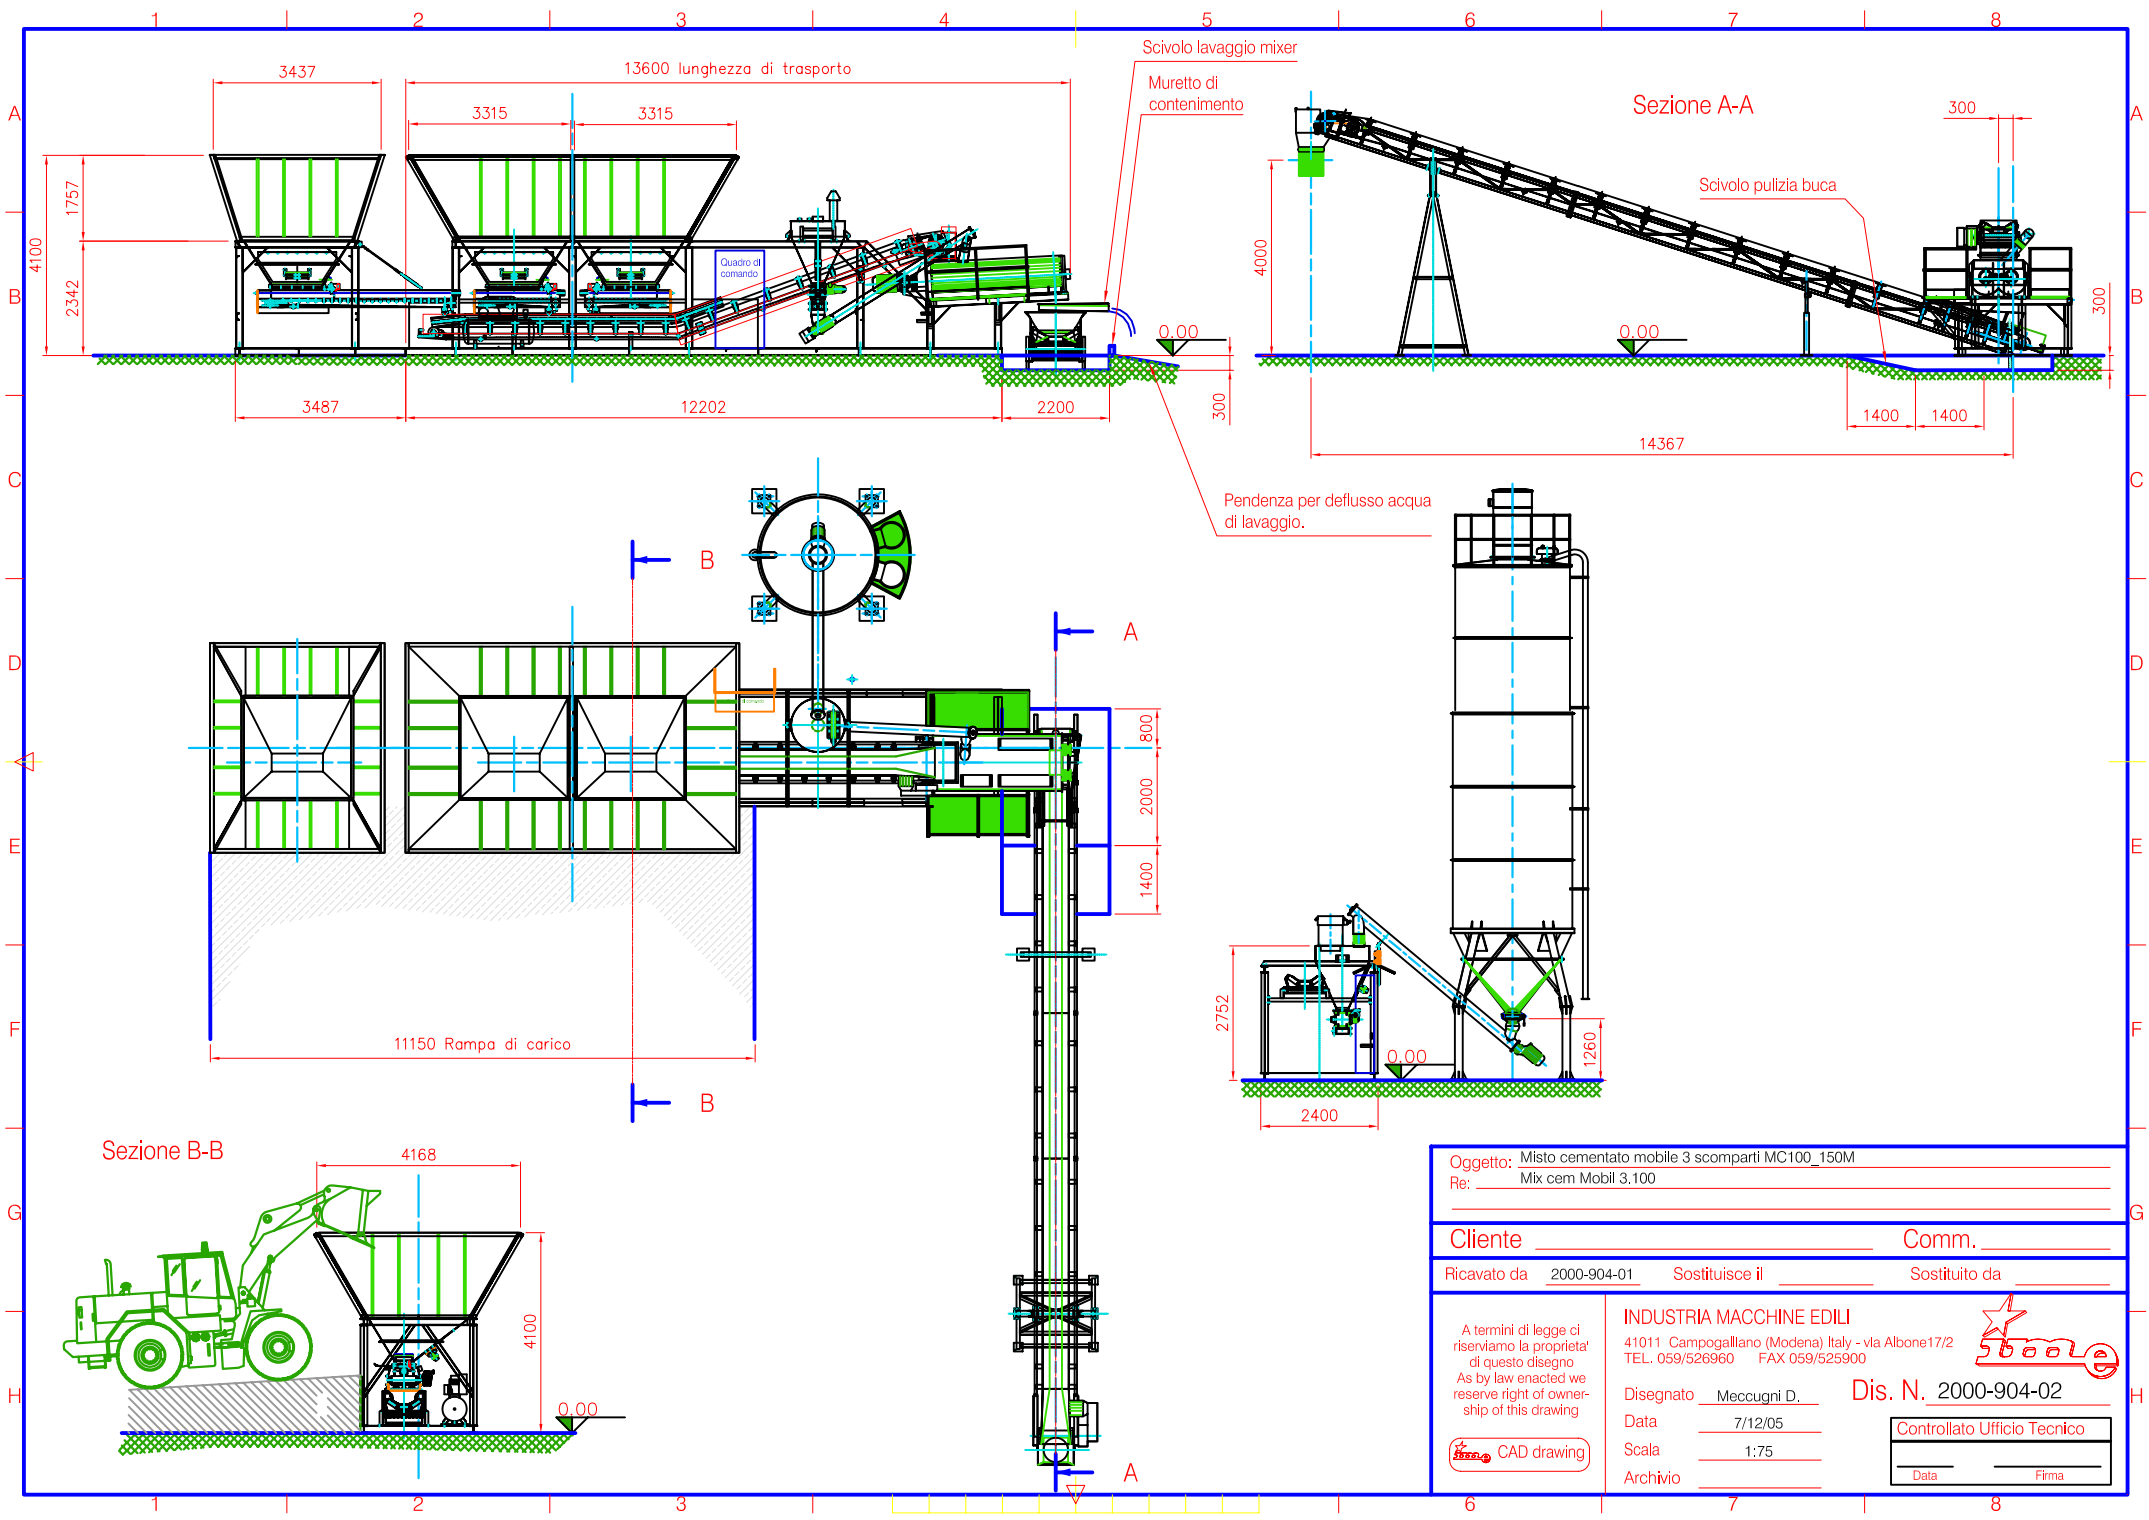 1 2 3 4 5 6 7 8
Scivolo lavaggio mixer
3437
13600 lunghezza di trasporto
Muretto di
contenimento
Sezione A-A
300
A
A
3315
3315
Scivolo pulizia buca
1757
4100
4000
Quadro di
comando
B
B
2342
300
0,00
0,00
3487
12202
2200
300
1400
1400
14367
C
C
Pendenza per deflusso acqua
di lavaggio.
B
A
D
D
800
2000
E
E
1400
2752
F
F
11150 Rampa di carico
0,00
1260
B
2400
Sezione B-B
4168
G
G
4100
0,00
H
H
A
Oggetto: Misto cementato mobile 3 scomparti MC100_150M
Re: Mix cem Mobil 3.100
Cliente
Comm.
Ricavato da 2000-904-01 Sostituisce il Sostituito da
A termini di legge ci
riserviamo la proprieta'
di questo disegno
As by law enacted we
reserve right of owner-
ship of this drawing
ime CAD drawing
INDUSTRIA MACCHINE EDILI
41011 Campogalliano (Modena) Italy - via Albone17/2
TEL. 059/526960 FAX 059/525900
ime
Disegnato Meccugni D.
Dis. N. 2000-904-02
Data 7/12/05
Scala 1:75
Archivio
Controllato Ufficio Tecnico
Data Firma
1 2 3 6 7 8